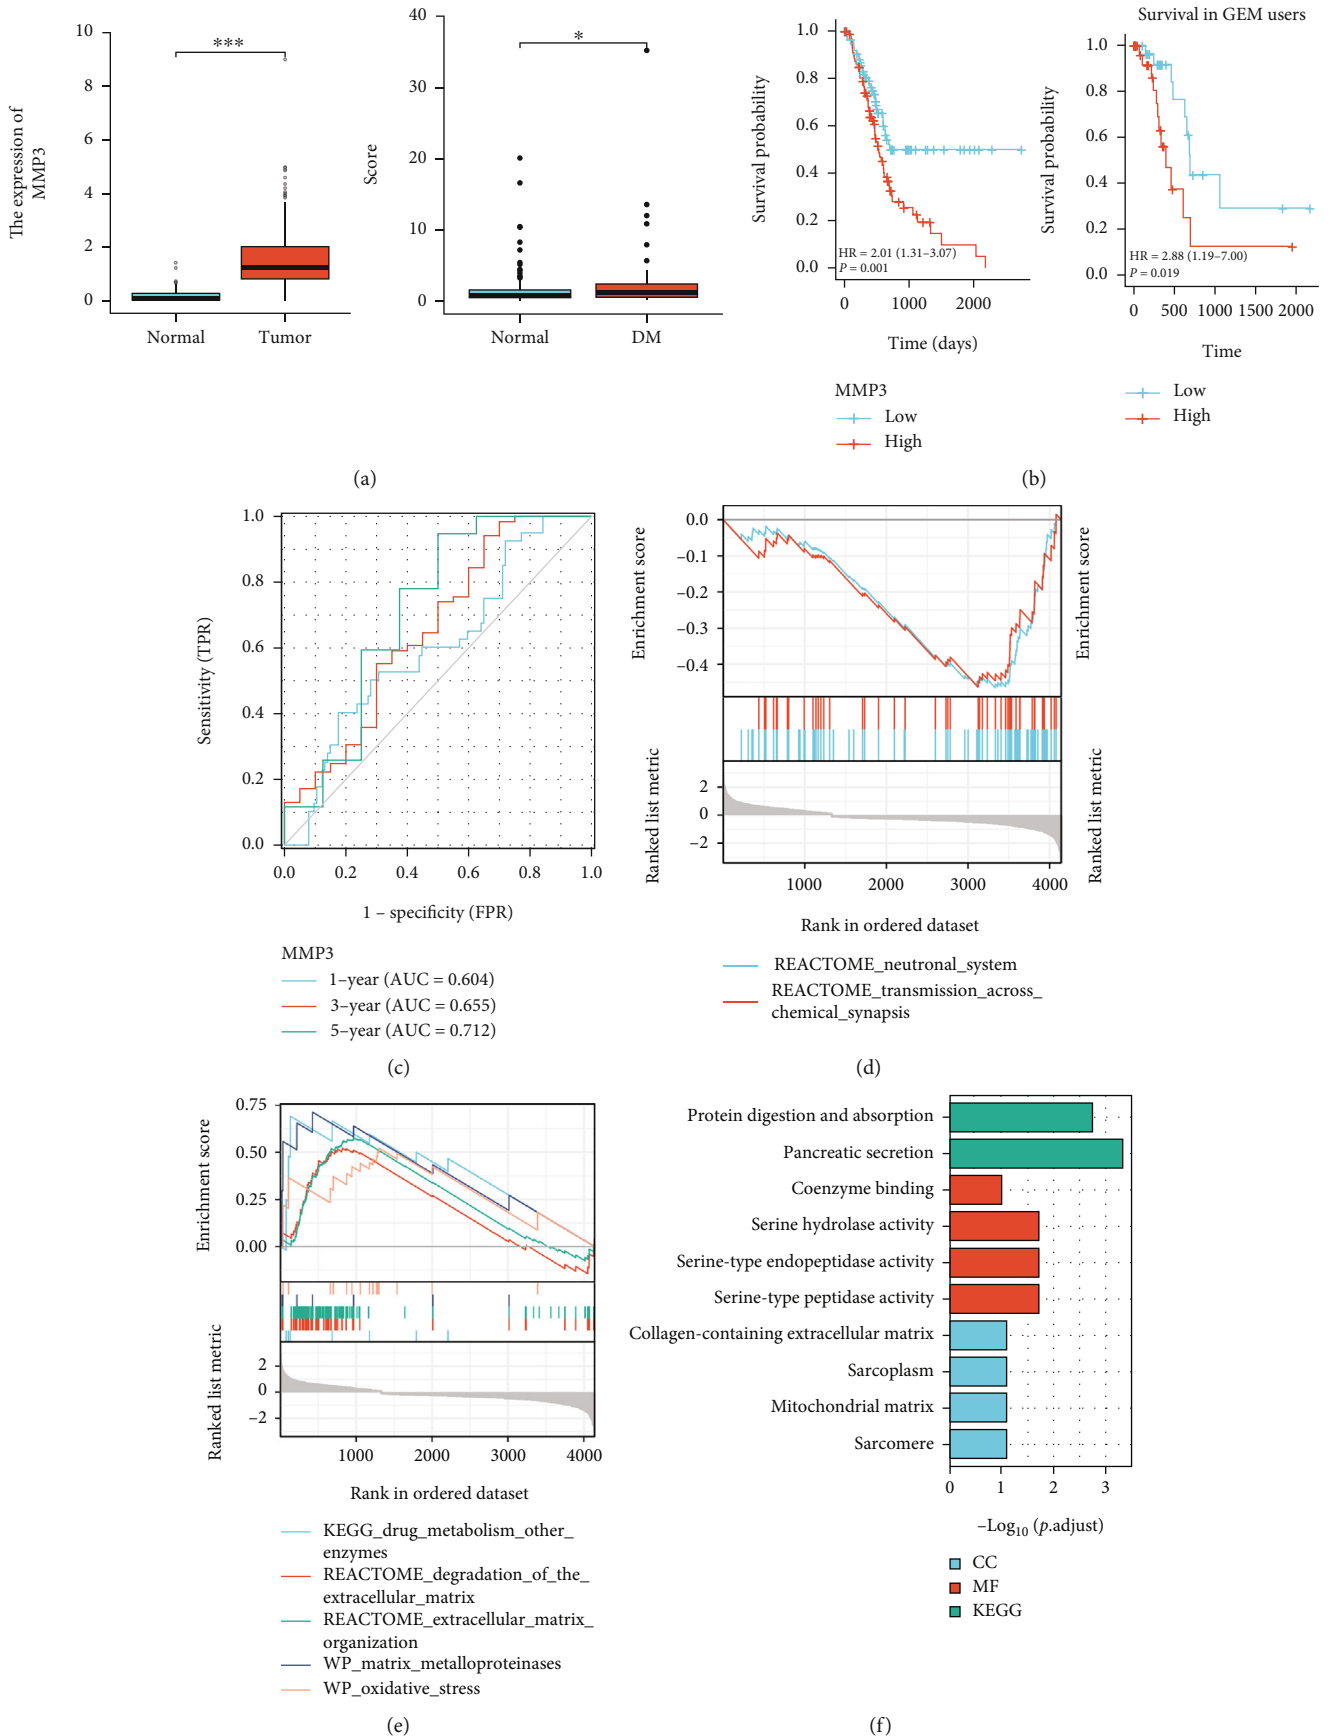 The expression of
MMP3
10
8
6
4
2
0
***
Normal
Tumor
Score
40
30
20
10
0
*
Normal
DM
(a)
Survival probability
1.0
0.8
0.6
0.4
0.2
0.0
HR = 2.01 (1.31–3.07)
P = 0.001
0
1000
2000
Time (days)
MMP3
Low
High
Survival in GEM users
Survival probability
1.0
0.8
0.6
0.4
0.2
0.0
HR = 2.88 (1.19–7.00)
P = 0.019
0
500
1000
1500
2000
Time
Low
High
(b)
Sensitivity (TPR)
1.0
0.8
0.6
0.4
0.2
0.0
0.0
0.2
0.4
0.6
0.8
1.0
1 – specificity (FPR)
MMP3
1–year (AUC = 0.604)
3–year (AUC = 0.655)
5–year (AUC = 0.712)
(c)
Enrichment score
0.0
–0.1
–0.2
–0.3
–0.4
Enrichment score
Ranked list metric
2
0
–2
Ranked list metric
1000
2000
3000
4000
Rank in ordered dataset
REACTOME_neutronal_system
REACTOME_transmission_across_
chemical_synapsis
(d)
Enrichment score
0.75
0.50
0.25
0.00
Ranked list metric
2
0
–2
1000
2000
3000
4000
Rank in ordered dataset
KEGG_drug_metabolism_other_
enzymes
REACTOME_degradation_of_the_
extracellular_matrix
REACTOME_extracellular_matrix_
organization
WP_matrix_metalloproteinases
WP_oxidative_stress
(e)
Protein digestion and absorption
Pancreatic secretion
Coenzyme binding
Serine hydrolase activity
Serine-type endopeptidase activity
Serine-type peptidase activity
Collagen-containing extracellular matrix
Sarcoplasm
Mitochondrial matrix
Sarcomere
0
1
2
3
–Log10 (p.adjust)
CC
MF
KEGG
(f)